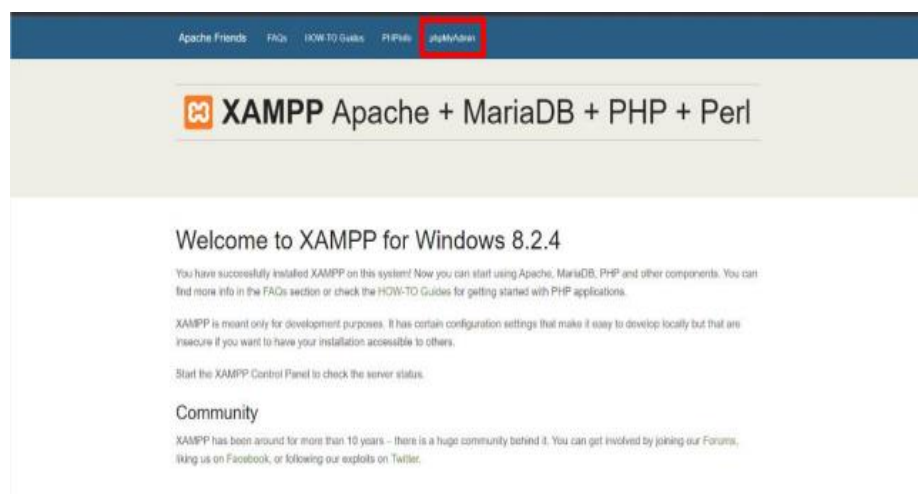 Apache Friends FAQs HOW-TO Guides PHPInfo phpMyAdmin
XAMPP Apache + MariaDB + PHP + Perl
Welcome to XAMPP for Windows 8.2.4
You have successfully installed XAMPP on this system! Now you can start using Apache, MariaDB, PHP and other components. You can
find more info in the FAQs section or check the HOW-TO Guides for getting started with PHP applications.
XAMPP is meant only for development purposes. It has certain configuration settings that make it easy to develop locally but that are
insecure if you want to have your installation accessible to others.
Start the XAMPP Control Panel to check the server status.
Community
XAMPP has been around for more than 10 years – there is a huge community behind it. You can get involved by joining our Forums,
liking us on Facebook, or following our exploits on Twitter.